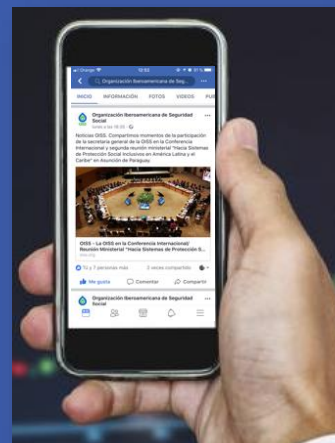 10:52
Organización Iberoamericana de Seg...
INICIO INFORMACIÓN FOTOS VIDEOS PUB
Organización Iberoamericana de Seguridad
Social
Noticias OISS. Compartimos momentos de la participación
de la secretaria general de la OISS en la Conferencia
Internacional y segunda reunión ministerial "Hacia Sistemas
de Protección Social Inclusivos en América Latina y el
Caribe" en Asunción de Paraguay.
OISS - La OISS en la Conferencia Internacional/
Reunión Ministerial "Hacia Sistemas de Protección S...
Tú y 7 personas más 2 veces compartido
Me gusta Comentar Compartir
Organización Iberoamericana de Seguridad
Social